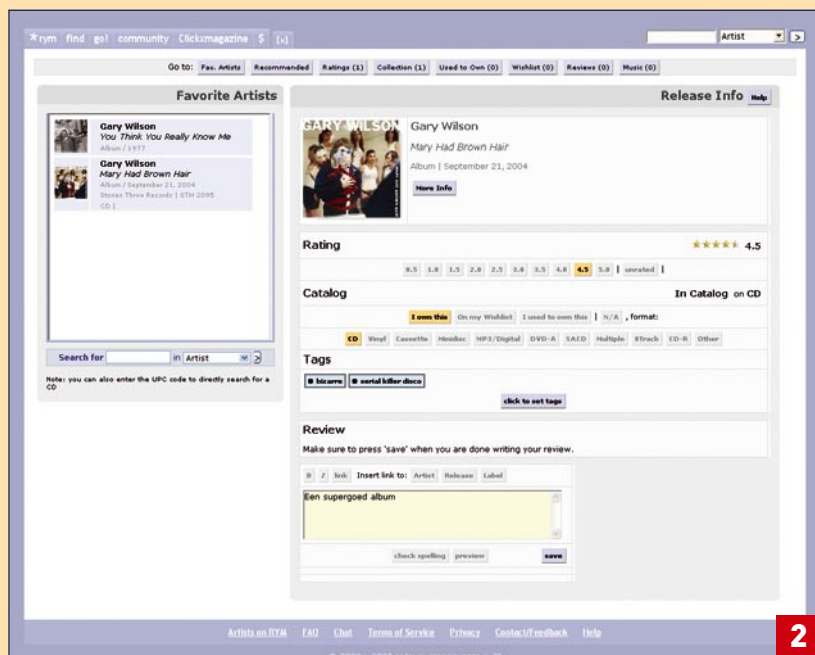 *rym find go! community Clickxmagazine $ [x]
Artist >
Go to: Fav. Artists Recommended Ratings (1) Collection (1) Used to Own (0) Wishlist (0) Reviews (0) Music (0)
Favorite Artists
Gary Wilson
You Think You Really Know Me
Album / 1977
Gary Wilson
Mary Had Brown Hair
Album / September 21, 2004
Stones Throw Records | STH 2095
CD |
Search for in Artist >
Note: you can also enter the UPC code to directly search for a
CD
Release Info Help
GARY WILSON
Gary Wilson
Mary Had Brown Hair
Album | September 21, 2004
More Info
Rating 4.5
0.5 1.0 1.5 2.0 2.5 3.0 3.5 4.0 4.5 5.0 | unrated |
Catalog In Catalog on CD
I own this On my Wishlist I used to own this | N/A , format:
CD Vinyl Cassette Minidisc MP3/Digital DVD-A SACD Multiple 8Track CD-R Other
Tags
bizarre serial killer disco
click to set tags
Review
Make sure to press 'save' when you are done writing your review.
B I link Insert link to: Artist Release Label
Een supergoed album
check spelling preview save
Artists on RYM FAQ Chat Terms of Service Privacy Contact/Feedback Help
2